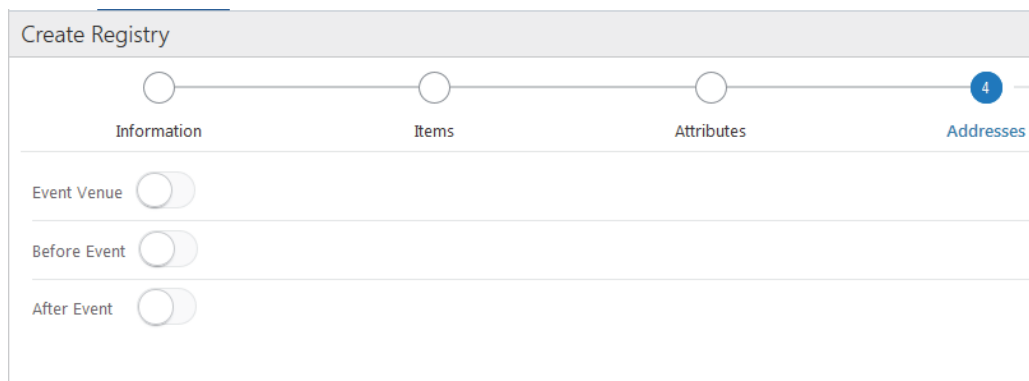 Create Registry
4
Information Items Attributes Addresses
Event Venue
Before Event
After Event